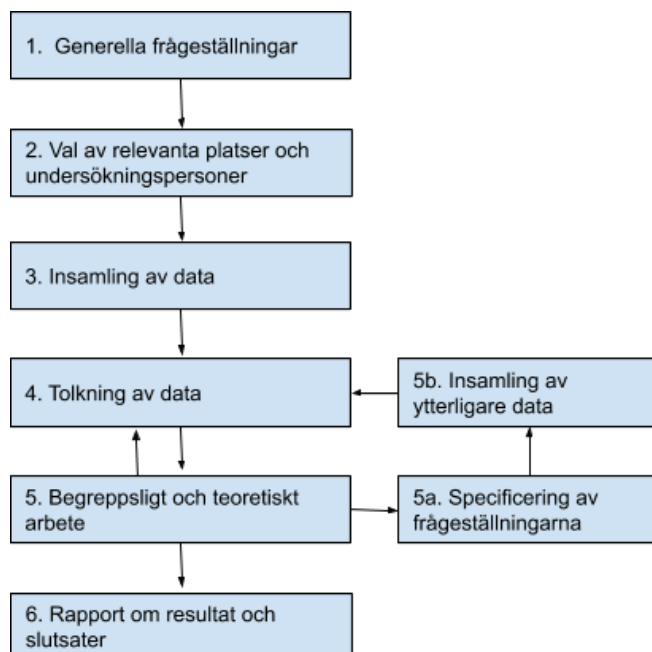 1.  Generella frågeställningar
2. Val av relevanta platser och
undersökningspersoner
3. Insamling av data
4. Tolkning av data
5b. Insamling av
ytterligare data
5. Begreppsligt och teoretiskt
arbete
5a. Specificering av
frågeställningarna
6. Rapport om resultat och
slutsater